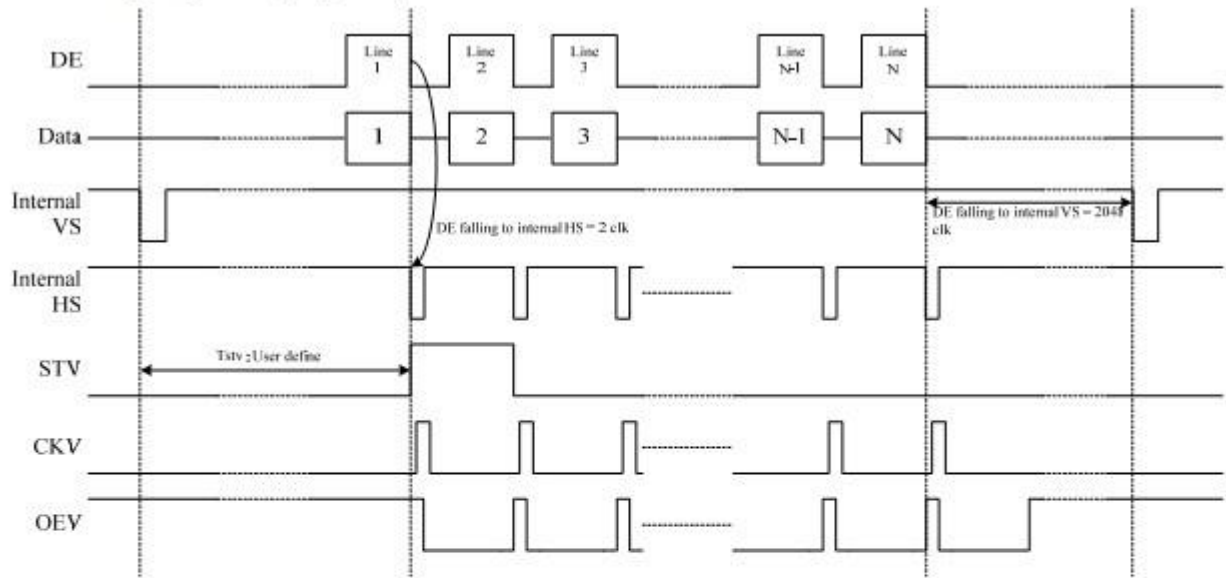 DE
Line
1
Line
2
Line
3
Line
N-1
Line
N
Data
1
2
3
N-1
N
Internal
VS
DE falling to internal HS = 2 clk
DE falling to internal VS = 2048
clk
Internal
HS
STV
Tstv : User define
CKV
OEV